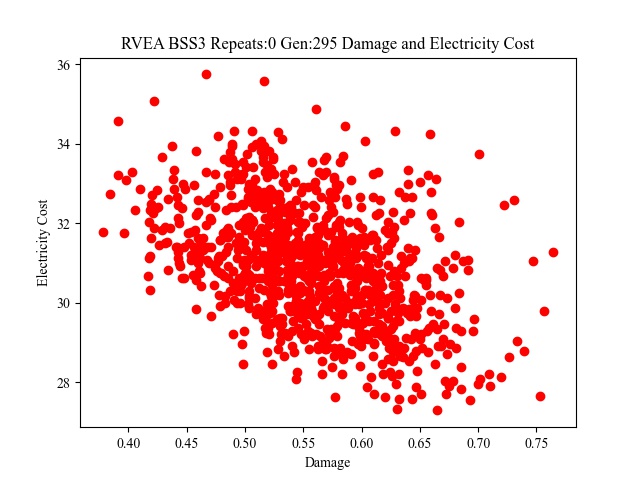 RVEA BSS3 Repeats:0 Gen:295 Damage and Electricity Cost
36
34
32
30
28
Electricity Cost
0.40 0.45 0.50 0.55 0.60 0.65 0.70 0.75
Damage